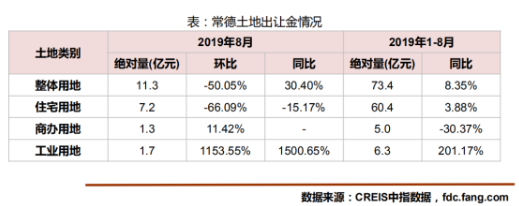 表：常德土地出让金情况
土地类别 2019年8月 2019年1-8月
绝对量(亿元) 环比 同比 绝对量(亿元) 同比
整体用地 11.3 -50.05% 30.40% 73.4 8.35%
住宅用地 7.2 -66.09% -15.17% 60.4 3.88%
商办用地 1.3 11.42% - 5.0 -30.37%
工业用地 1.7 1153.55% 1500.65% 6.3 201.17%
数据来源：CREIS中指数据，fdc.fang.com